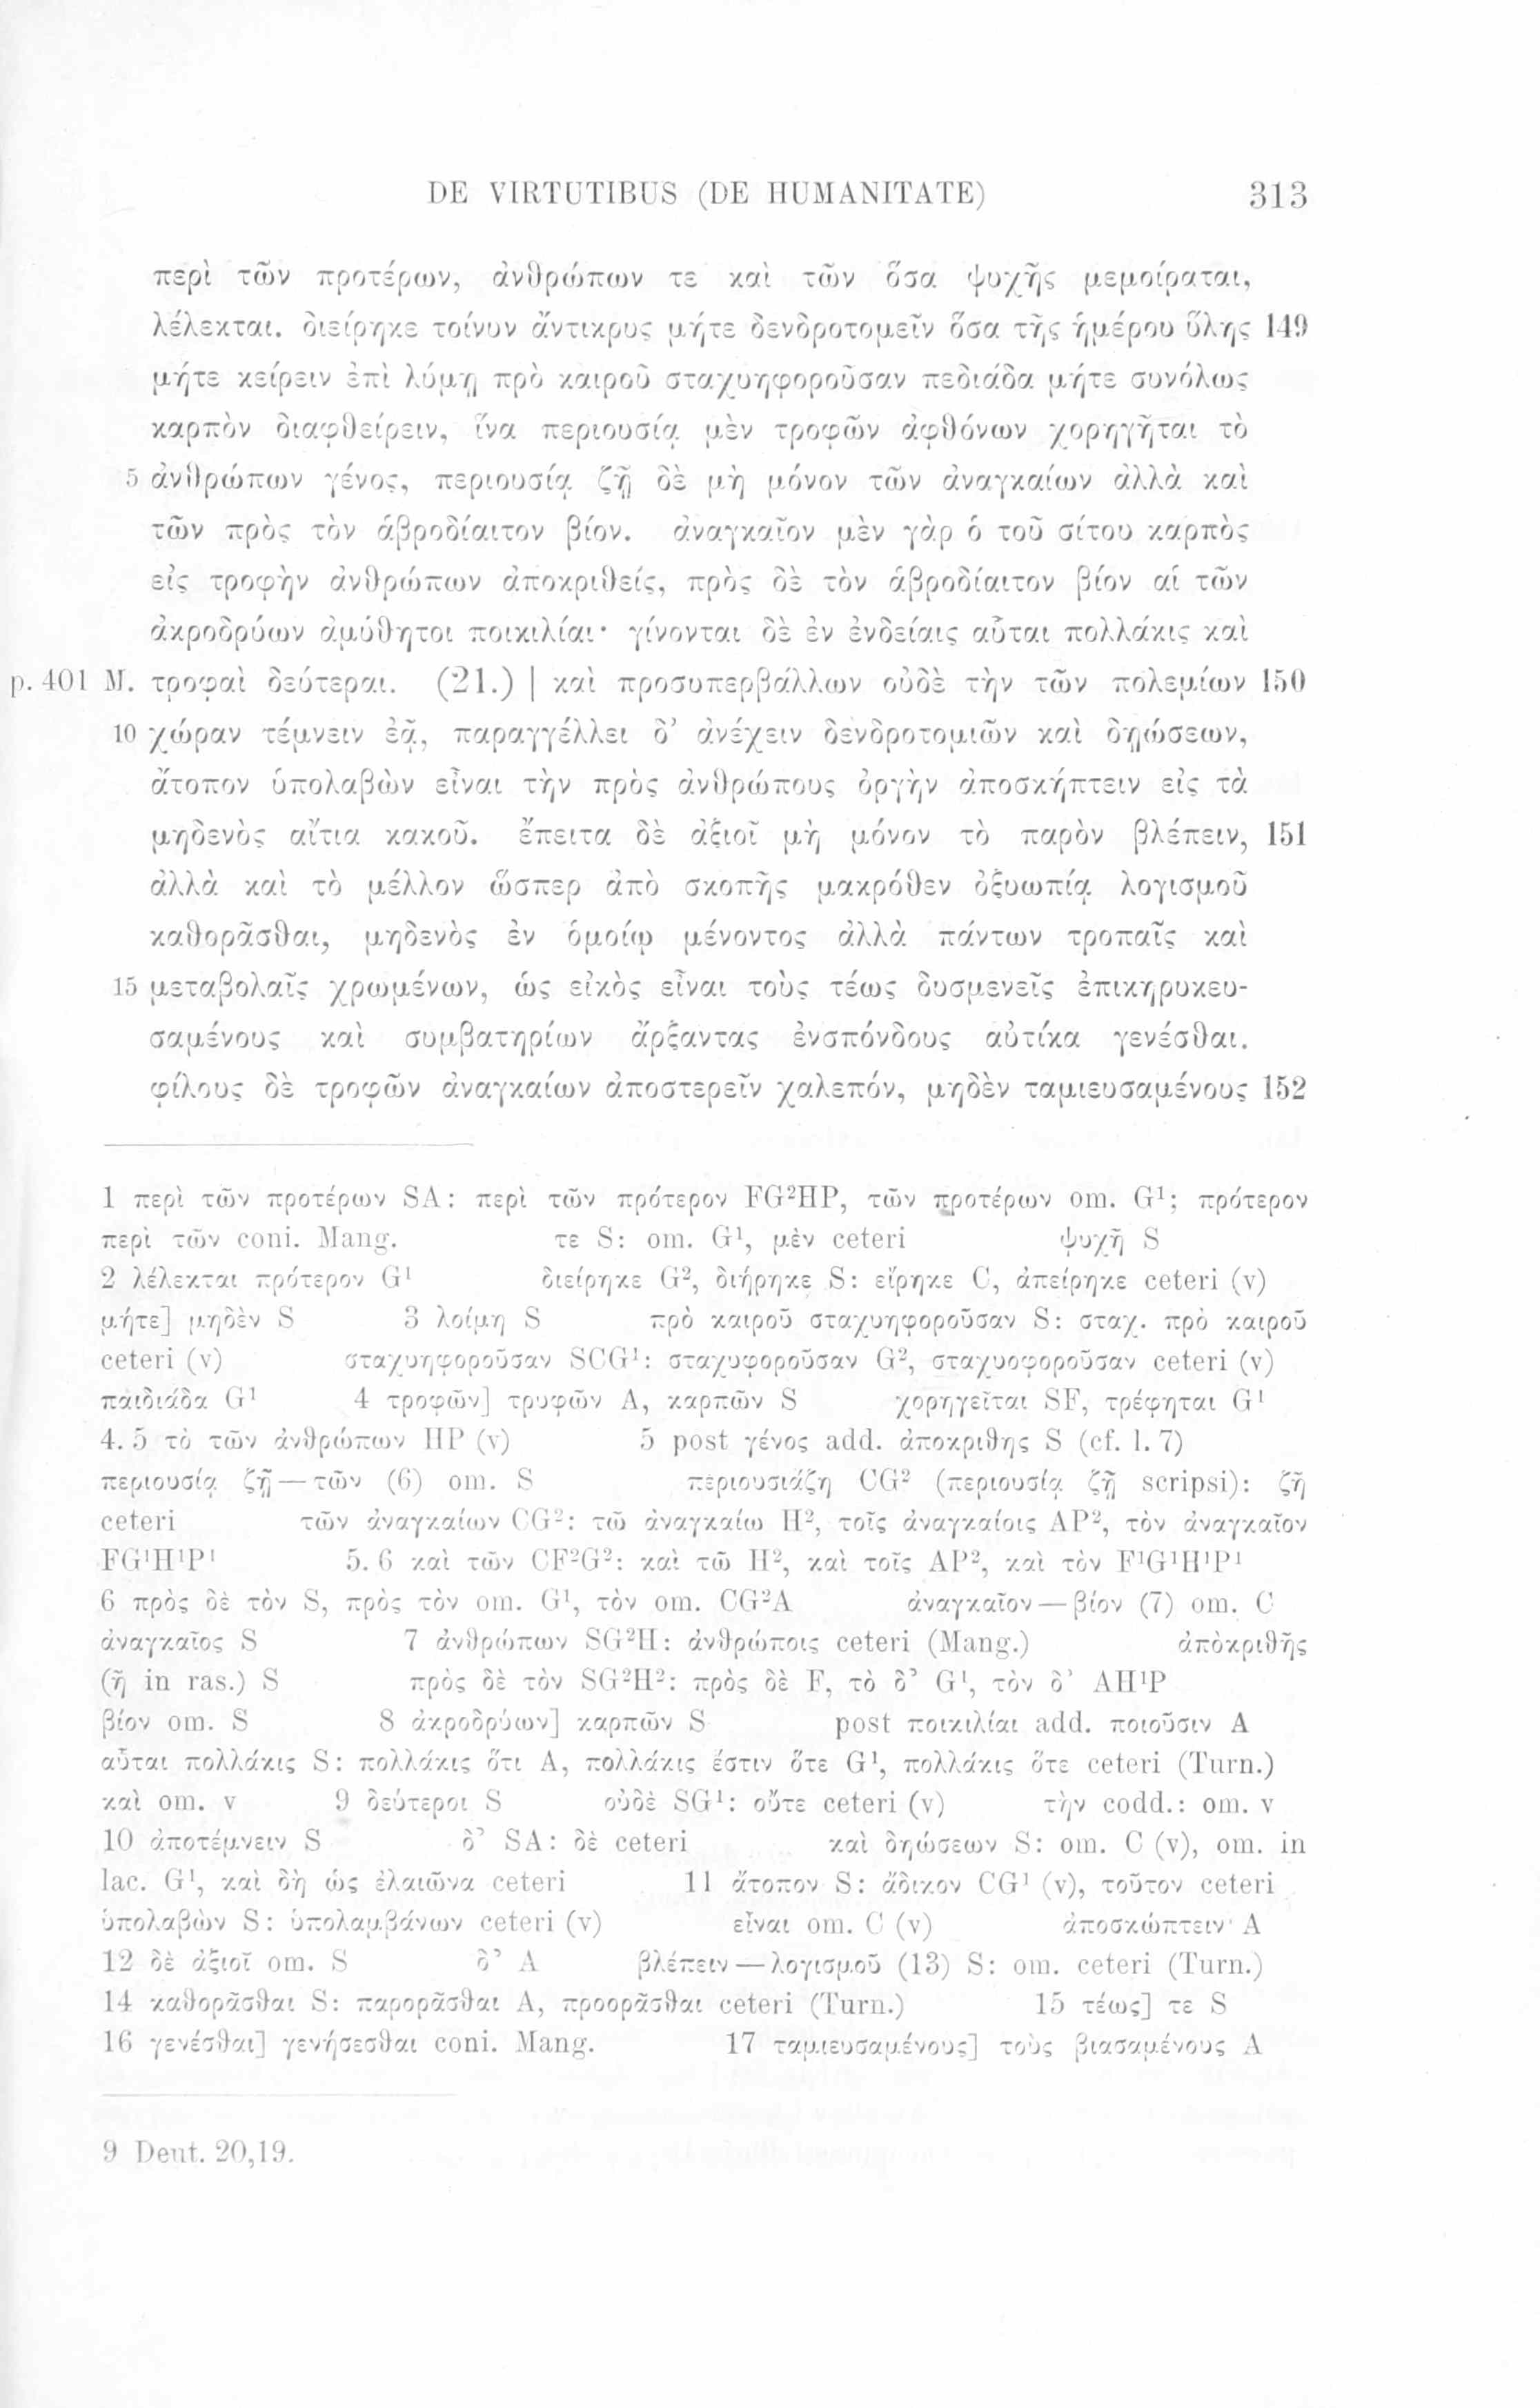 DE VIRTUTIBUS (DE HUMANITATE) 313
περὶ τῶν προτέρων, ἀνθρώπων τε καὶ τῶν ὅσα ψυχῆς μεμοίραται,
λέλεκται. διείρηκε τοίνυν ἄντικρυς μήτε δενδροτομεῖν ὅσα τῆς ἡμέρου ὕλης 149
μήτε κείρειν ἐπὶ λύμῃ πρὸ καιροῦ σταχυηφοροῦσαν πεδιάδα μήτε συνόλως
καρπὸν διαφθείρειν, ἵνα περιουσίᾳ μὲν τροφῶν ἀφθόνων χορηγῆται τὸ
5 ἀνθρώπων γένος, περιουσίᾳ ζῇ δὲ μὴ μόνον τῶν ἀναγκαίων ἀλλὰ καὶ
τῶν πρὸς τὸν ἁβροδίαιτον βίον. ἀναγκαῖον μὲν γὰρ ὁ τοῦ σίτου καρπὸς
εἰς τροφὴν ἀνθρώπων ἀποκριθείς, πρὸς δὲ τὸν ἁβροδίαιτον βίον αἱ τῶν
ἀκροδρύων ἀμύθητοι ποικιλίαι· γίνονται δὲ ἐν ἐνδείαις αὗται πολλάκις καὶ
p. 401 M. τροφαὶ δεύτεραι. (21.) | καὶ προσυπερβάλλων οὐδὲ τὴν τῶν πολεμίων 150
10 χώραν τέμνειν ἐᾷ, παραγγέλλει δ’ ἀνέχειν δενδροτομιῶν καὶ δῃώσεων,
ἄτοπον ὑπολαβὼν εἶναι τὴν πρὸς ἀνθρώπους ὀργὴν ἀποσκήπτειν εἰς τὰ
μηδενὸς αἴτια κακοῦ. ἔπειτα δὲ ἀξιοῖ μὴ μόνον τὸ παρὸν βλέπειν, 151
ἀλλὰ καὶ τὸ μέλλον ὥσπερ ἀπὸ σκοπῆς μακρόθεν ὀξυωπίᾳ λογισμοῦ
καθορᾶσθαι, μηδενὸς ἐν ὁμοίῳ μένοντος ἀλλὰ πάντων τροπαῖς καὶ
15 μεταβολαῖς χρωμένων, ὡς εἰκὸς εἶναι τοὺς τέως δυσμενεῖς ἐπικηρυκευ-
σαμένους καὶ συμβατηρίων ἄρξαντας ἐνσπόνδους αὐτίκα γενέσθαι.
φίλους δὲ τροφῶν ἀναγκαίων ἀποστερεῖν χαλεπόν, μηδὲν ταμιευσαμένους 152
1 περὶ τῶν προτέρων SA: περὶ τῶν πρότερον FG²HP, τῶν προτέρων om. G¹; πρότερον
περὶ τῶν coni. Mang. τε S: om. G¹, μὲν ceteri ψυχῇ S
2 λέλεκται πρότερον G¹ διείρηκε G², διήρηκε S: εἴρηκε C, ἀπείρηκε ceteri (v)
μήτε] μηδὲν S 3 λοίμη S πρὸ καιροῦ σταχυηφοροῦσαν S: σταχ. πρὸ καιροῦ
ceteri (v) σταχυηφοροῦσαν SCG¹: σταχυφοροῦσαν G², σταχυοφοροῦσαν ceteri (v)
παιδιάδα G¹ 4 τροφῶν] τρυφῶν A, καρπῶν S χορηγεῖται SF, τρέφηται G¹
4. 5 τὸ τῶν ἀνθρώπων HP (v) 5 post γένος add. ἀποκριθης S (cf. l. 7)
περιουσίᾳ ζῇ — τῶν (6) om. S περιουσιάζη CG² (περιουσίᾳ ζῇ scripsi): ζῆ
ceteri τῶν ἀναγκαίων CG²: τῶ ἀναγκαίω H², τοῖς ἀναγκαίοις AP², τὸν ἀναγκαῖον
FG¹H¹P¹ 5. 6 καὶ τῶν CF²G²: καὶ τῶ H², καὶ τοῖς AP², καὶ τὸν F¹G¹H¹P¹
6 πρὸς δὲ τὸν S, πρὸς τὸν om. G¹, τὸν om. CG²A ἀναγκαῖον — βίον (7) om. C
ἀναγκαῖος S 7 ἀνθρώπων SG²H: ἀνθρώποις ceteri (Mang.) ἀποκριθῆς
(ῆ in ras.) S πρὸς δὲ τὸν SG²H²: πρὸς δὲ F, τὸ δ’ G¹, τὸν δ’ AH¹P
βίον om. S 8 ἀκροδρύων] καρπῶν S post ποικιλίαι add. ποιοῦσιν A
αὗται πολλάκις S: πολλάκις ὅτι A, πολλάκις ἔστιν ὅτε G¹, πολλάκις ὅτε ceteri (Turn.)
καὶ om. v 9 δεύτεροι S οὐδὲ SG¹: οὔτε ceteri (v) τὴν codd.: om. v
10 ἀποτέμνειν S δ’ SA: δὲ ceteri καὶ δηώσεων S: om. C (v), om. in
lac. G¹, καὶ δὴ ὡς ἐλαιῶνα ceteri 11 ἄτοπον S: ἄδικον CG¹ (v), τοῦτον ceteri
ὑπολαβὼν S: ὑπολαμβάνων ceteri (v) εἶναι om. C (v) ἀποσκώπτειν A
12 δὲ ἀξιοῖ om. S δ’ A βλέπειν — λογισμοῦ (13) S: om. ceteri (Turn.)
14 καθορᾶσθαι S: παρορᾶσθαι A, προορᾶσθαι ceteri (Turn.) 15 τέως] τε S
16 γενέσθαι] γενήσεσθαι coni. Mang. 17 ταμιευσαμένους] τοὺς βιασαμένους A
9 Deut. 20,19.